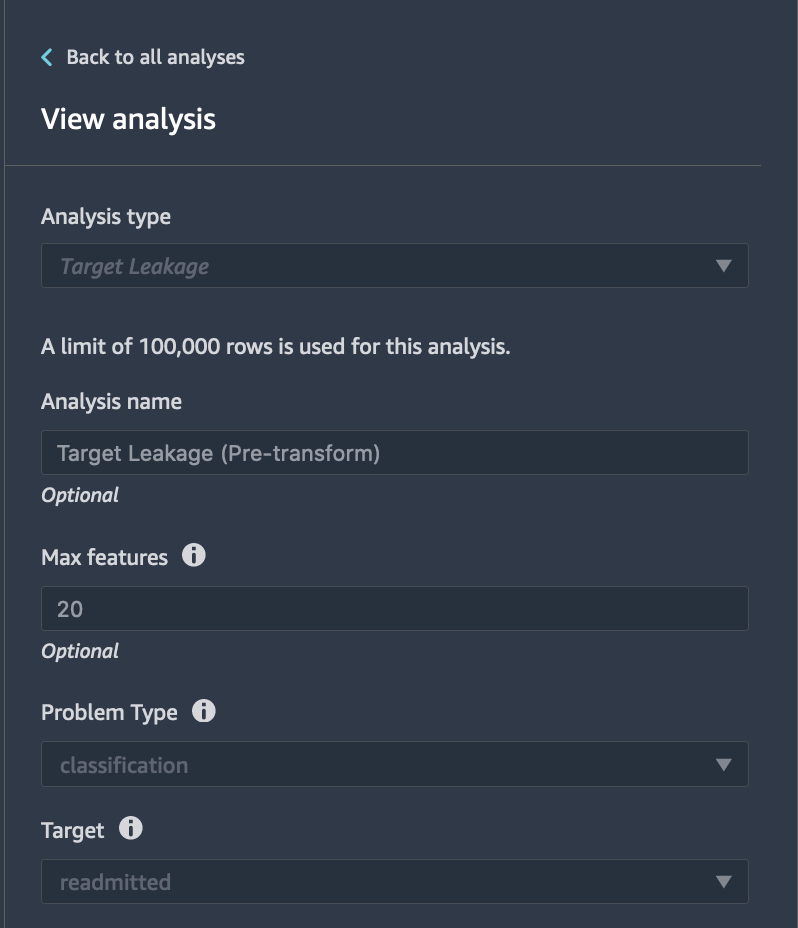 Back to all analyses
View analysis
Analysis type
Target Leakage
A limit of 100,000 rows is used for this analysis.
Analysis name
Target Leakage (Pre-transform)
Optional
Max features
20
Optional
Problem Type
classification
Target
readmitted